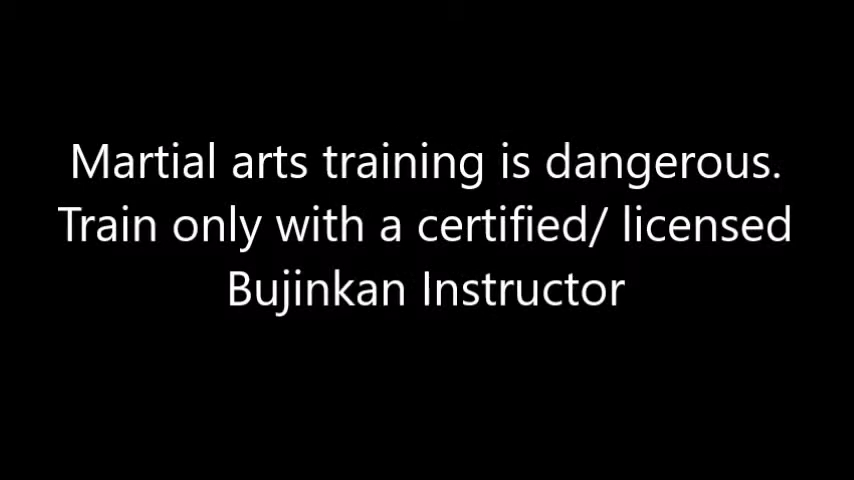 Martial arts training is dangerous.
Train only with a certified/ licensed
Bujinkan Instructor